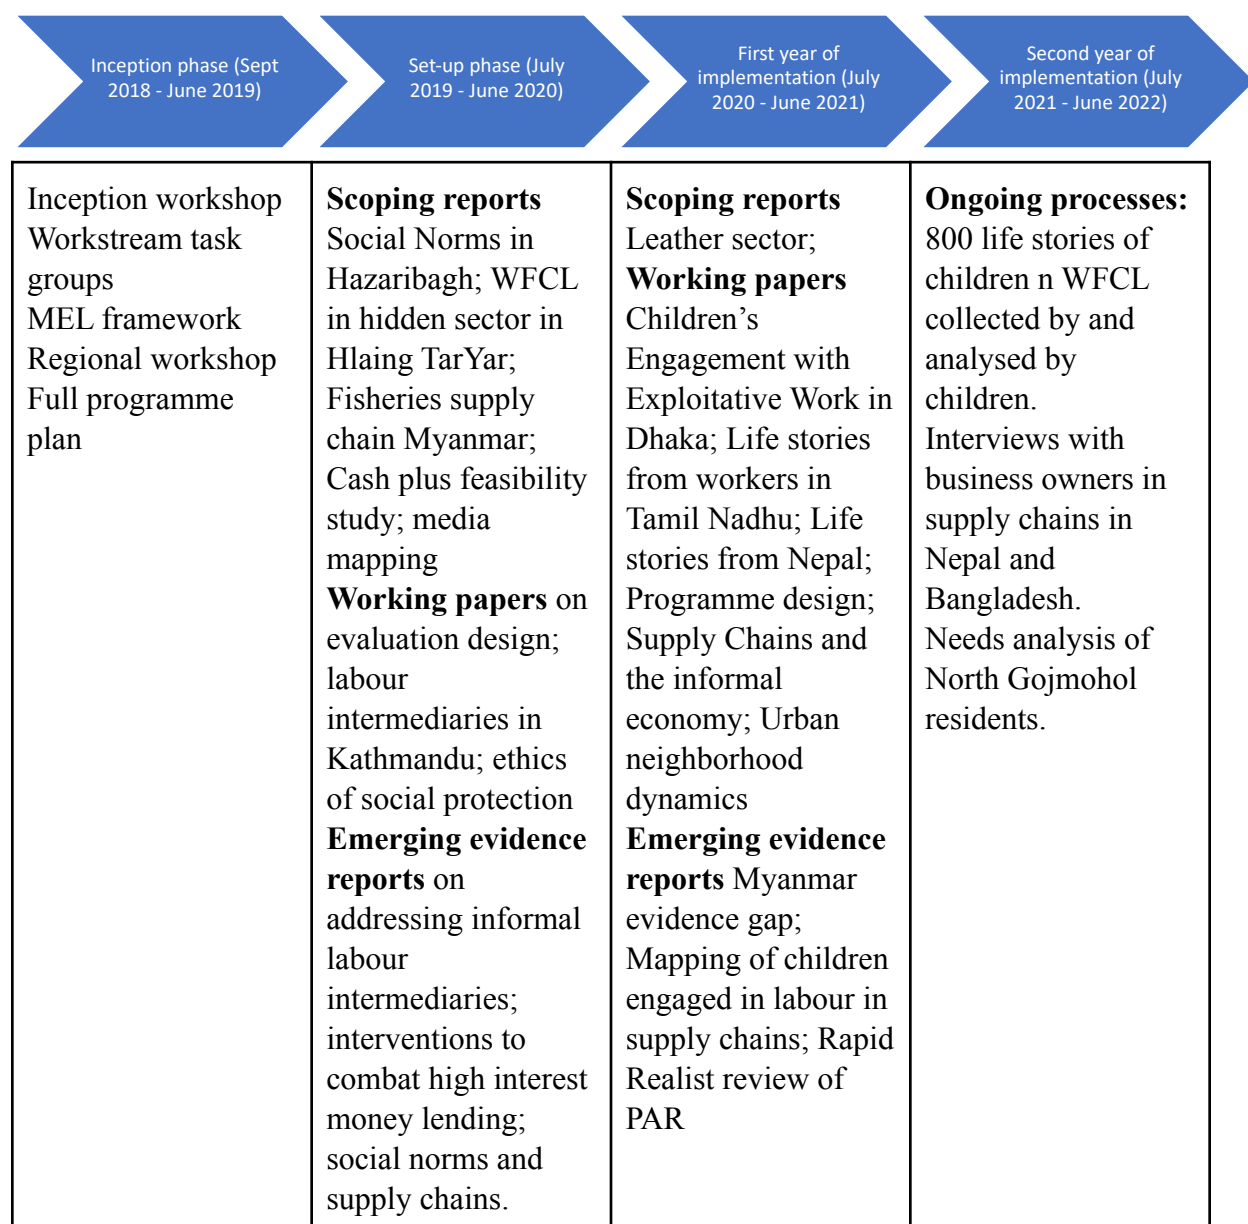 Inception phase (Sept
2018 - June 2019)
Set-up phase (July
2019 - June 2020)
First year of
implementation (July
2020 - June 2021)
Second year of
implementation (July
2021 - June 2022)
Inception workshop
Workstream task
groups
MEL framework
Regional workshop
Full programme
plan
Scoping reports
Social Norms in
Hazaribagh; WFCL
in hidden sector in
Hlaing TarYar;
Fisheries supply
chain Myanmar;
Cash plus feasibility
study; media
mapping
Working papers on
evaluation design;
labour
intermediaries in
Kathmandu; ethics
of social protection
Emerging evidence
reports on
addressing informal
labour
intermediaries;
interventions to
combat high interest
money lending;
social norms and
supply chains.
Scoping reports
Leather sector;
Working papers
Children’s
Engagement with
Exploitative Work in
Dhaka; Life stories
from workers in
Tamil Nadhu; Life
stories from Nepal;
Programme design;
Supply Chains and
the informal
economy; Urban
neighborhood
dynamics
Emerging evidence
reports Myanmar
evidence gap;
Mapping of children
engaged in labour in
supply chains; Rapid
Realist review of
PAR
Ongoing processes:
800 life stories of
children n WFCL
collected by and
analysed by
children.
Interviews with
business owners in
supply chains in
Nepal and
Bangladesh.
Needs analysis of
North Gojmohol
residents.